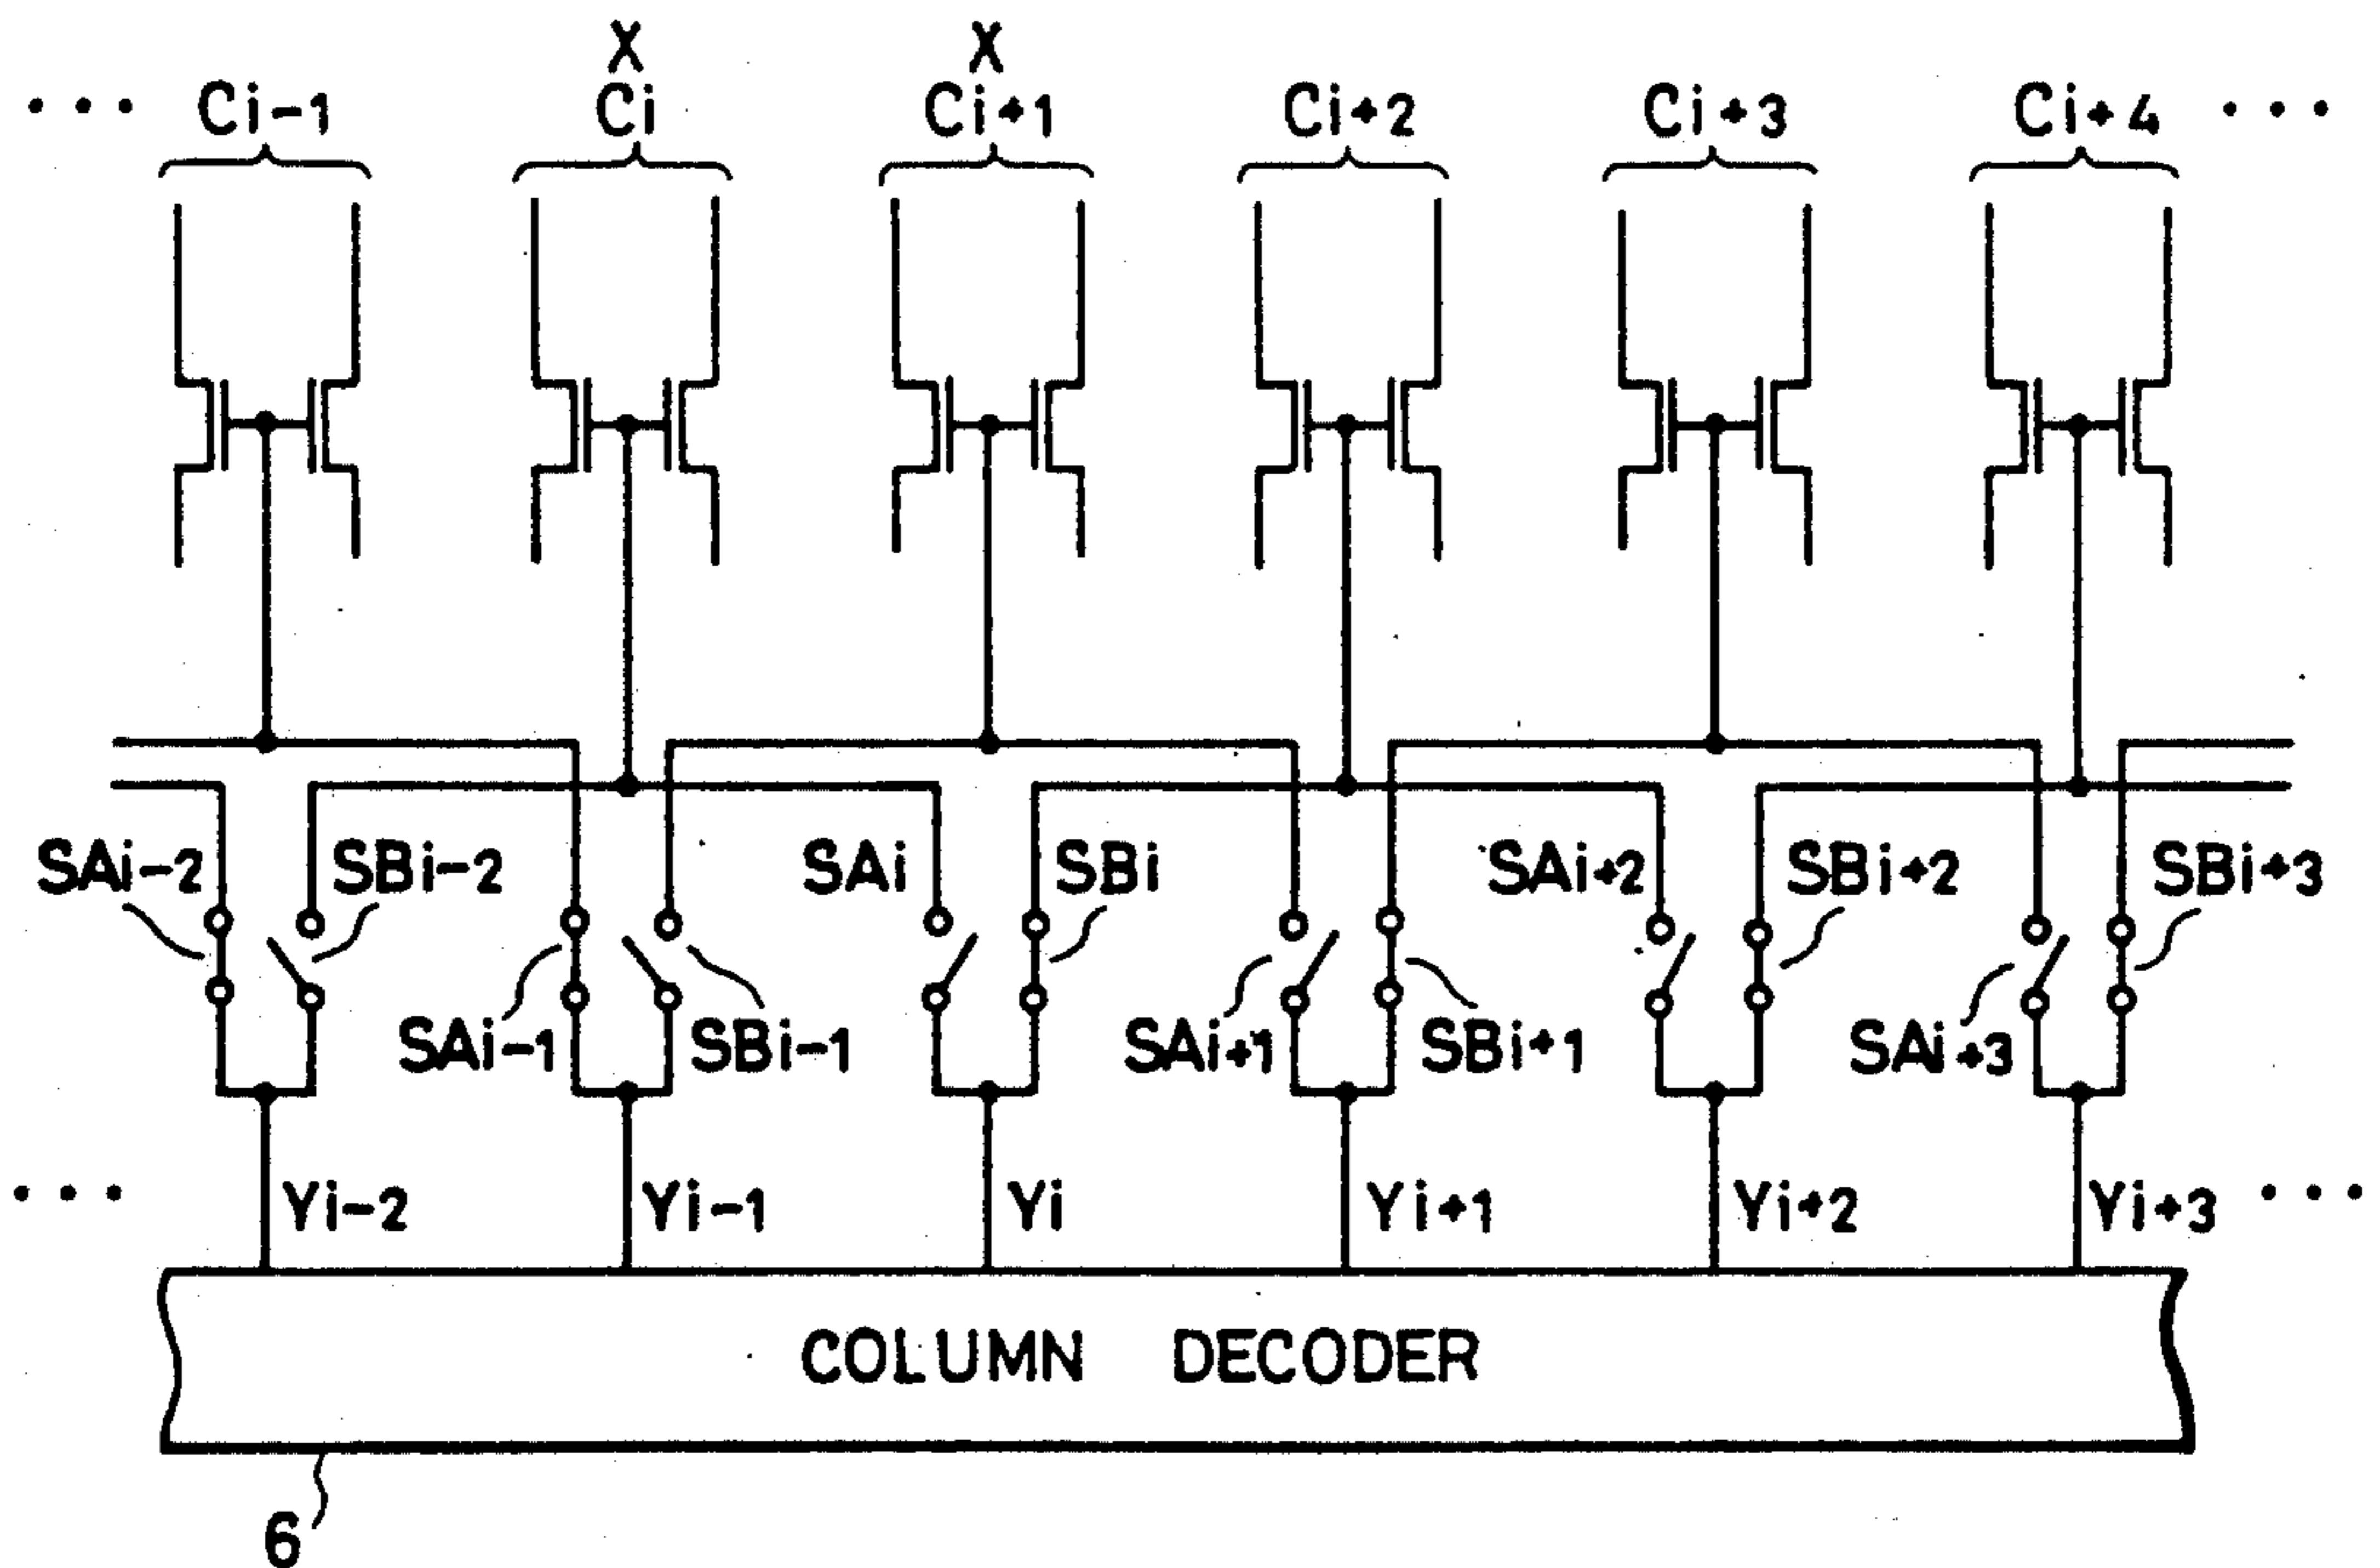 X X
... Ci-1 Ci Ci+1 Ci+2 Ci+3 Ci+4 ...
SAi-2 SBi-2 SAi SBi SAi+2 SBi+2 SBi+3
SAi-1 SBi-1 SAi+1 SBi+1 SAi+3
... Yi-2 Yi-1 Yi Yi+1 Yi+2 Yi+3 ...
COLUMN DECODER
6